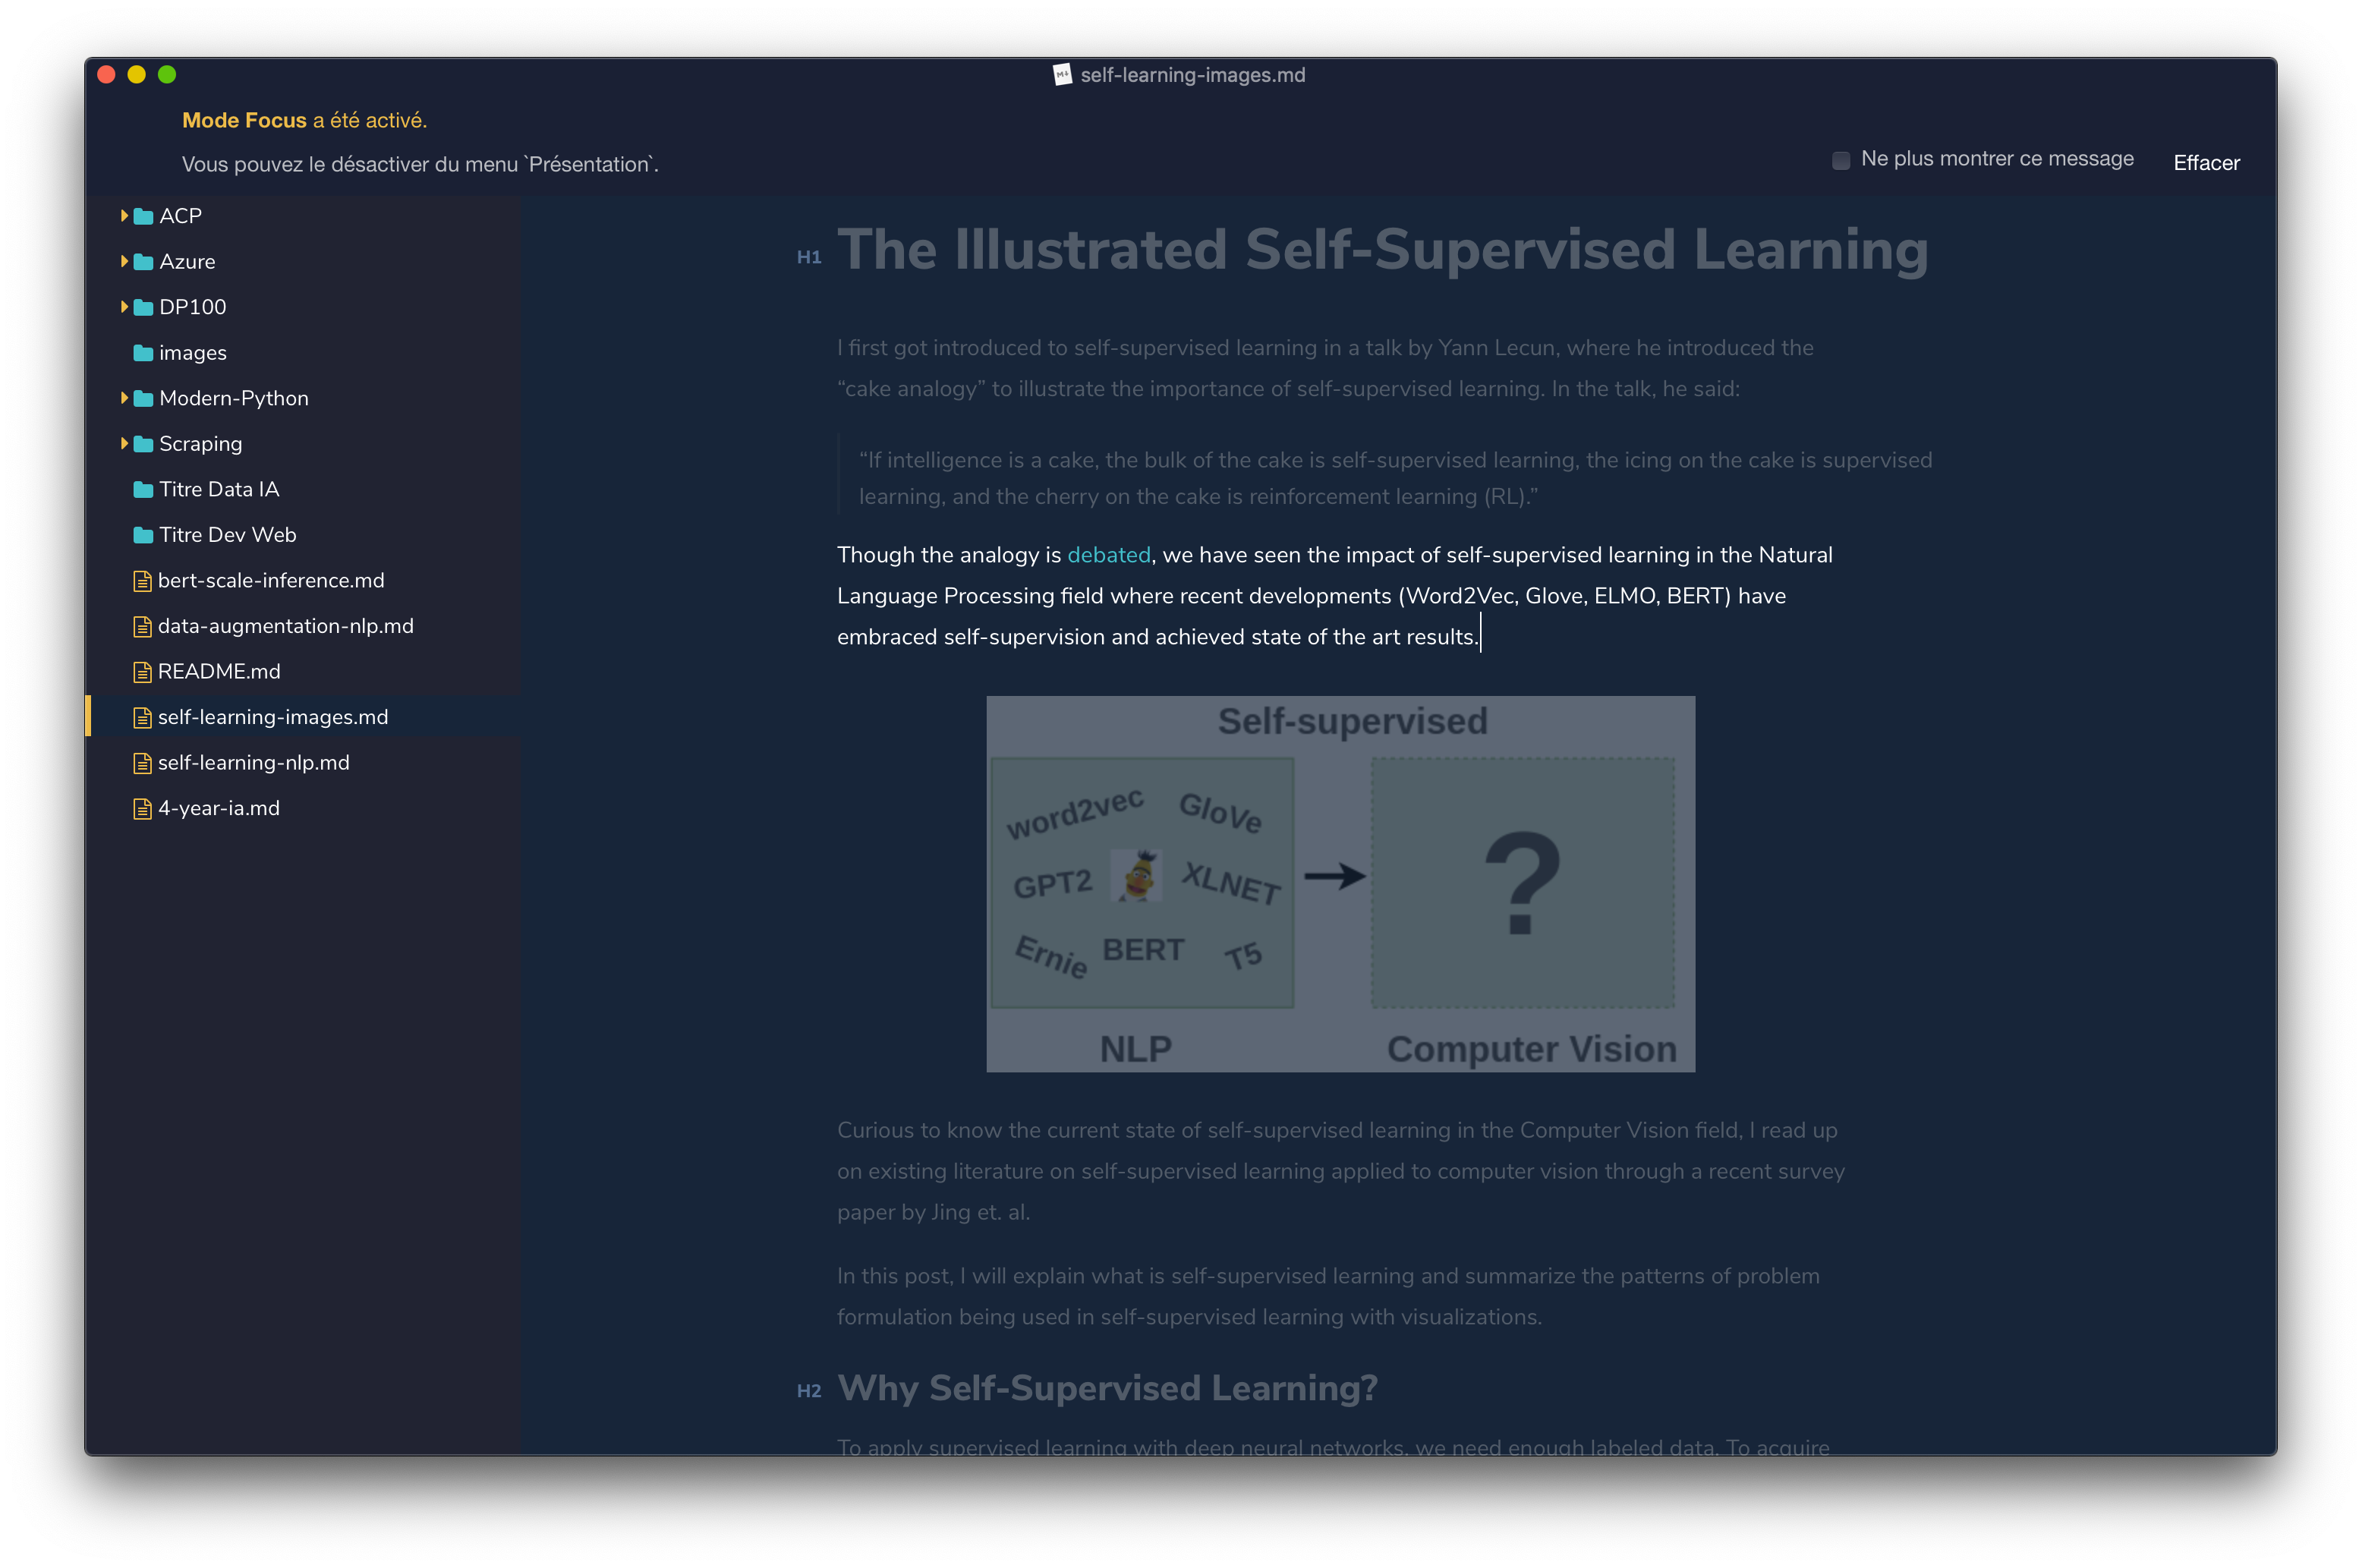 self-learning-images.md
Mode Focus a été activé.
Vous pouvez le désactiver du menu `Présentation`.
Ne plus montrer ce message
Effacer
ACP
Azure
DP100
images
Modern-Python
Scraping
Titre Data IA
Titre Dev Web
bert-scale-inference.md
data-augmentation-nlp.md
README.md
self-learning-images.md
self-learning-nlp.md
4-year-ia.md
H1 The Illustrated Self-Supervised Learning
I first got introduced to self-supervised learning in a talk by Yann Lecun, where he introduced the
“cake analogy” to illustrate the importance of self-supervised learning. In the talk, he said:
“If intelligence is a cake, the bulk of the cake is self-supervised learning, the icing on the cake is supervised
learning, and the cherry on the cake is reinforcement learning (RL).”
Though the analogy is debated, we have seen the impact of self-supervised learning in the Natural
Language Processing field where recent developments (Word2Vec, Glove, ELMO, BERT) have
embraced self-supervision and achieved state of the art results.
Self-supervised
word2vec GloVe
GPT2 XLNET
Ernie BERT T5
?
NLP
Computer Vision
Curious to know the current state of self-supervised learning in the Computer Vision field, I read up
on existing literature on self-supervised learning applied to computer vision through a recent survey
paper by Jing et. al.
In this post, I will explain what is self-supervised learning and summarize the patterns of problem
formulation being used in self-supervised learning with visualizations.
H2 Why Self-Supervised Learning?
To apply supervised learning with deep neural networks, we need enough labeled data. To acquire